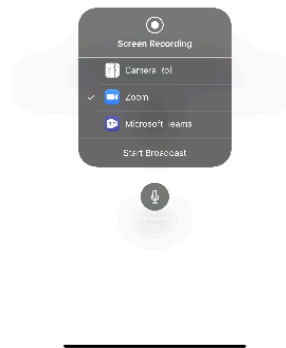 Screen Recording
Camera Roll
Zoom
Microsoft Teams
Start Broadcast